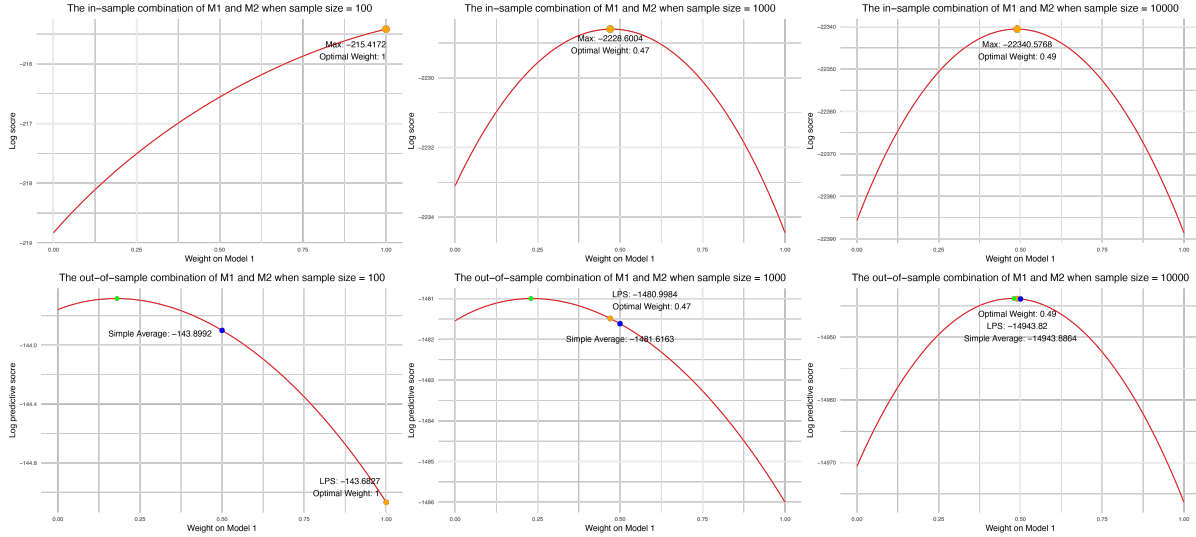 The in−sample combination of M1 and M2 when sample size = 100
Log socre
−216
−217
−218
−219
Max: −215.4172
Optimal Weight: 1
0.00
0.25
0.50
0.75
1.00
Weight on Model 1
The in−sample combination of M1 and M2 when sample size = 1000
Log score
−2230
−2232
−2234
Max: −2228.6004
Optimal Weight: 0.47
0.00
0.25
0.50
0.75
1.00
Weight on Model 1
The in−sample combination of M1 and M2 when sample size = 10000
Log score
−22340
−22350
−22360
−22370
−22380
−22390
Max: −22340.5768
Optimal Weight: 0.49
0.00
0.25
0.50
0.75
1.00
Weight on Model 1
The out−of−sample combination of M1 and M2 when sample size = 100
Log predictive socre
−144.0
−144.4
−144.8
Simple Average: −143.8992
LPS: −143.6827
Optimal Weight: 1
0.00
0.25
0.50
0.75
1.00
Weight on Model 1
The out−of−sample combination of M1 and M2 when sample size = 1000
Log predictive score
−1481
−1482
−1483
−1484
−1485
−1486
LPS: −1480.9984
Optimal Weight: 0.47
Simple Average: −1481.6163
0.00
0.25
0.50
0.75
1.00
Weight on Model 1
The out−of−sample combination of M1 and M2 when sample size = 10000
Log predictive score
−14950
−14960
−14970
Optimal Weight: 0.49
LPS: −14943.82
Simple Average: −14943.8864
0.00
0.25
0.50
0.75
1.00
Weight on Model 1